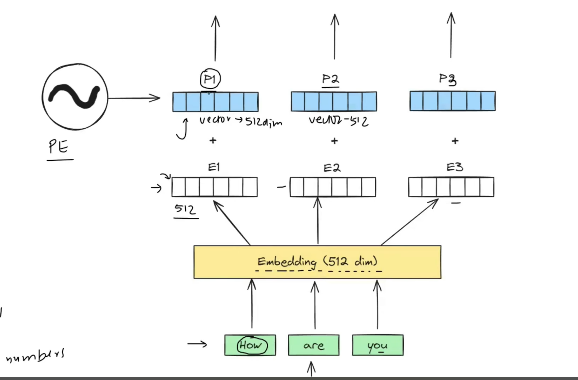 P1 P2 P3
vector → 512dim vector-512
PE
+ + +
E1 E2 E3
512
Embedding (512 dim)
How are you
numbers